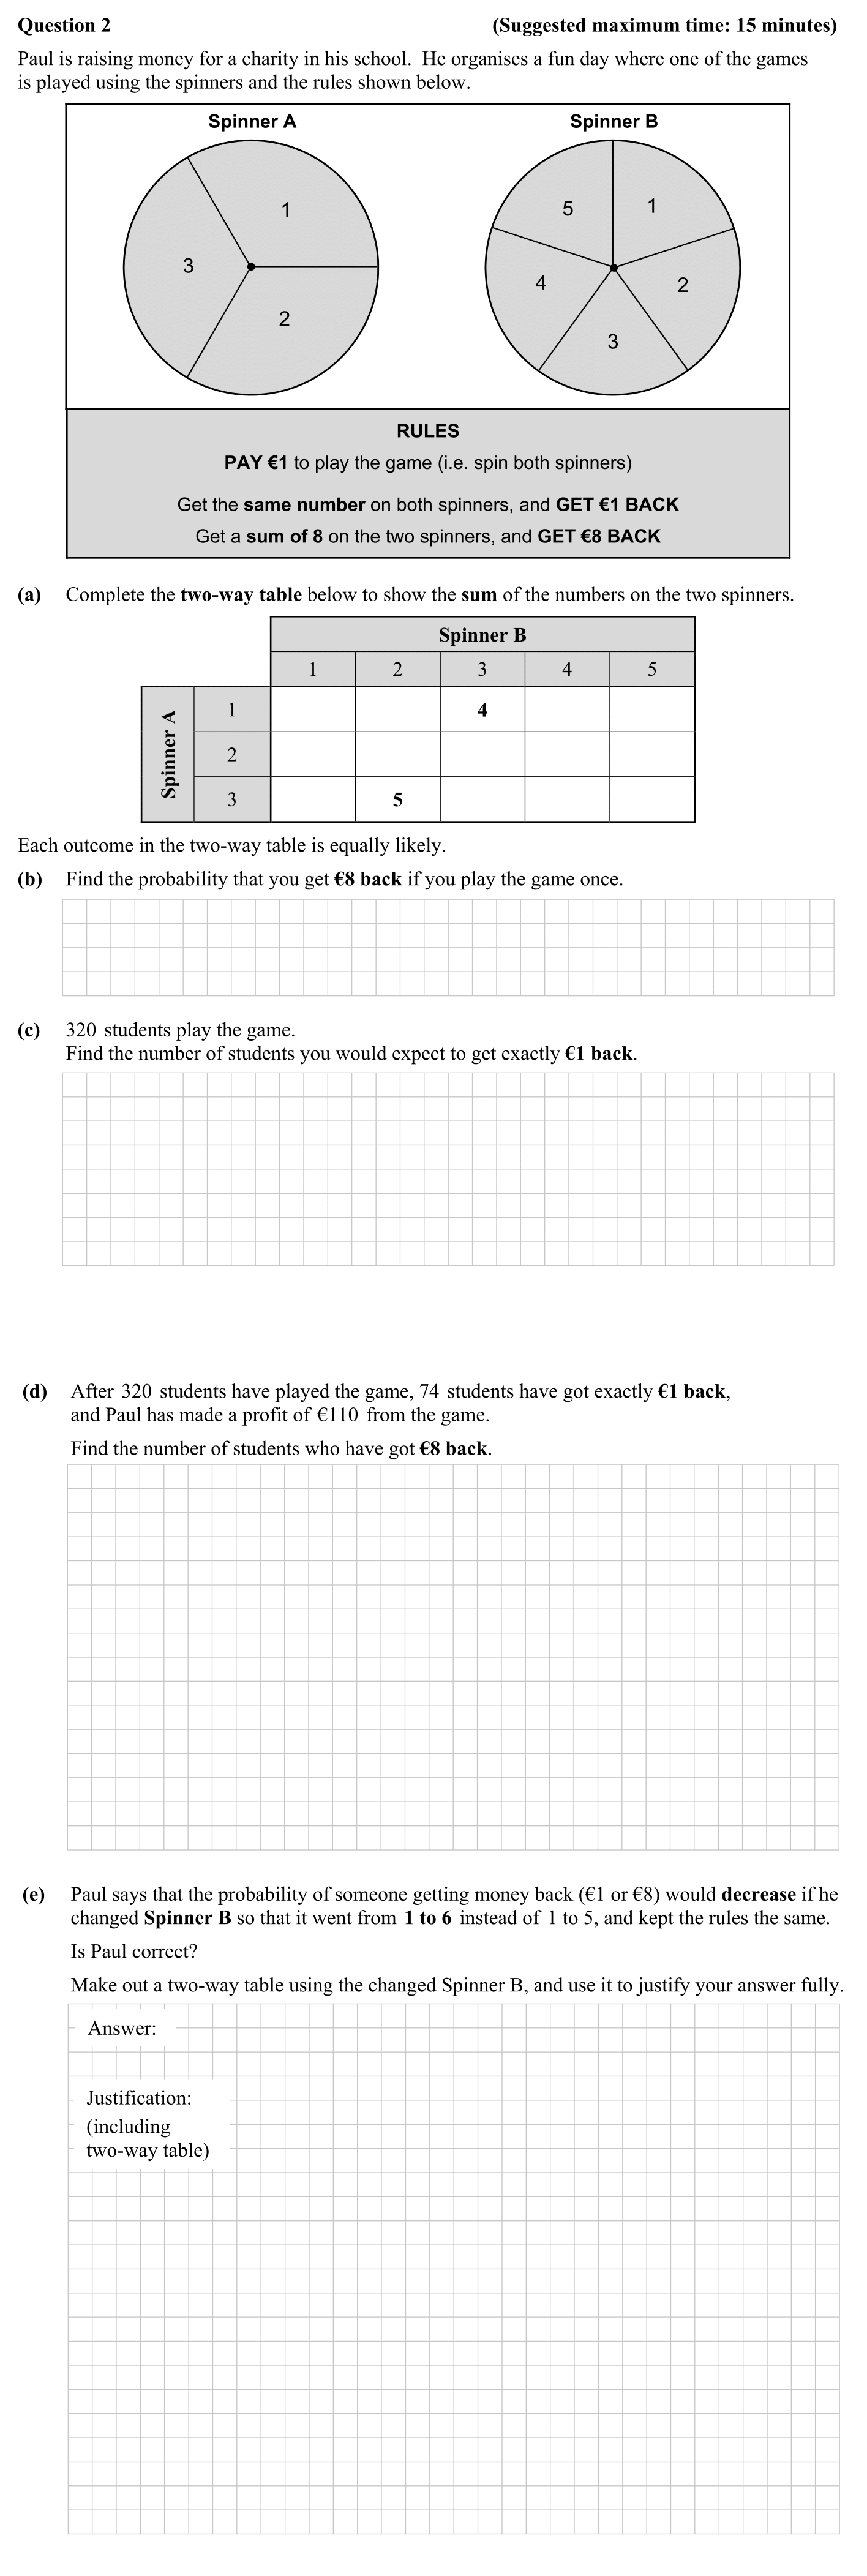 Question 2 (Suggested maximum time: 15 minutes)
Paul is raising money for a charity in his school. He organises a fun day where one of the games
is played using the spinners and the rules shown below.
Spinner A Spinner B
1
3
2
5 1
4 2
3
RULES
PAY €1 to play the game (i.e. spin both spinners)
Get the same number on both spinners, and GET €1 BACK
Get a sum of 8 on the two spinners, and GET €8 BACK
(a) Complete the two-way table below to show the sum of the numbers on the two spinners.
Spinner B
1 2 3 4 5
Spinner A
1 4
2
3 5
Each outcome in the two-way table is equally likely.
(b) Find the probability that you get €8 back if you play the game once.
(c) 320 students play the game.
Find the number of students you would expect to get exactly €1 back.
(d) After 320 students have played the game, 74 students have got exactly €1 back,
and Paul has made a profit of €110 from the game.
Find the number of students who have got €8 back.
(e) Paul says that the probability of someone getting money back (€1 or €8) would decrease if he
changed Spinner B so that it went from 1 to 6 instead of 1 to 5, and kept the rules the same.
Is Paul correct?
Make out a two-way table using the changed Spinner B, and use it to justify your answer fully.
Answer:
Justification:
(including
two-way table)